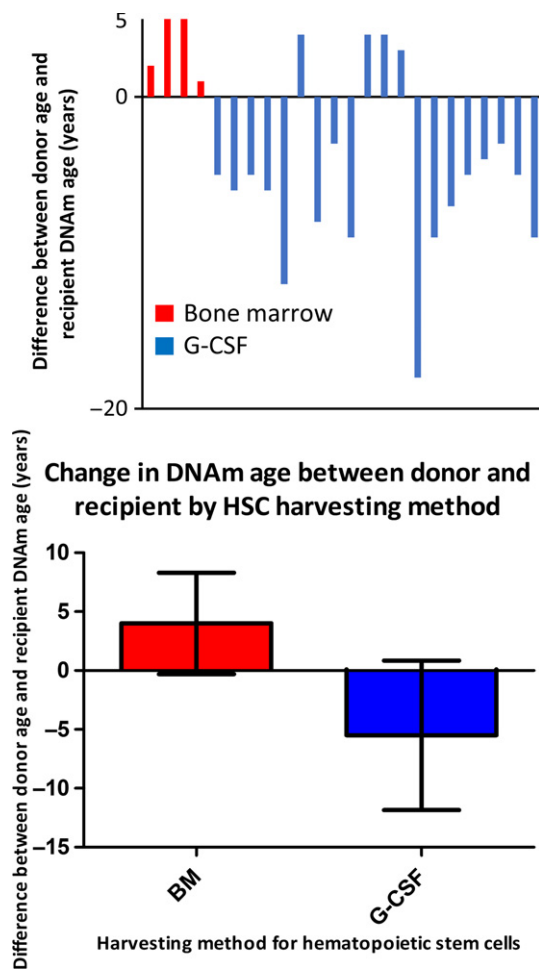 Difference between donor age and
recipient DNAm age (years)
5
0
–20
Bone marrow
G-CSF
Change in DNAm age between donor and
recipient by HSC harvesting method
Difference between donor age and recipient DNAm age (years)
10
5
0
–5
–10
–15
BM
G-CSF
Harvesting method for hematopoietic stem cells